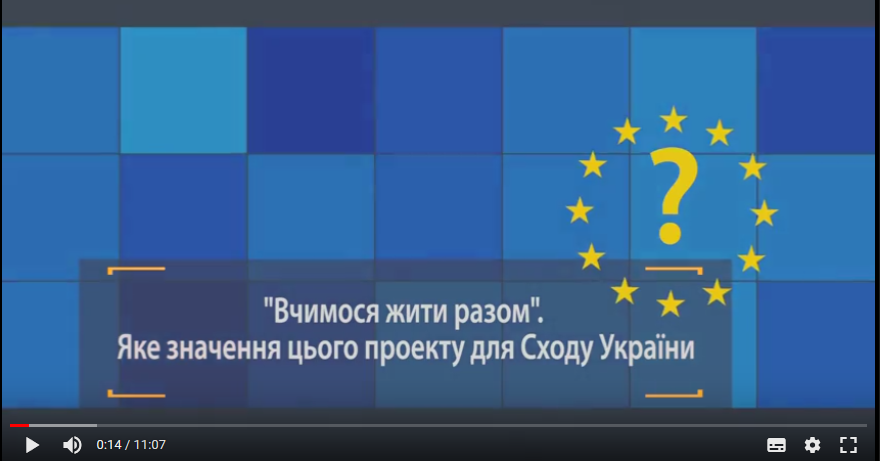 ?
"Вчимося жити разом".
Яке значення цього проекту для Сходу України
0:14 / 11:07